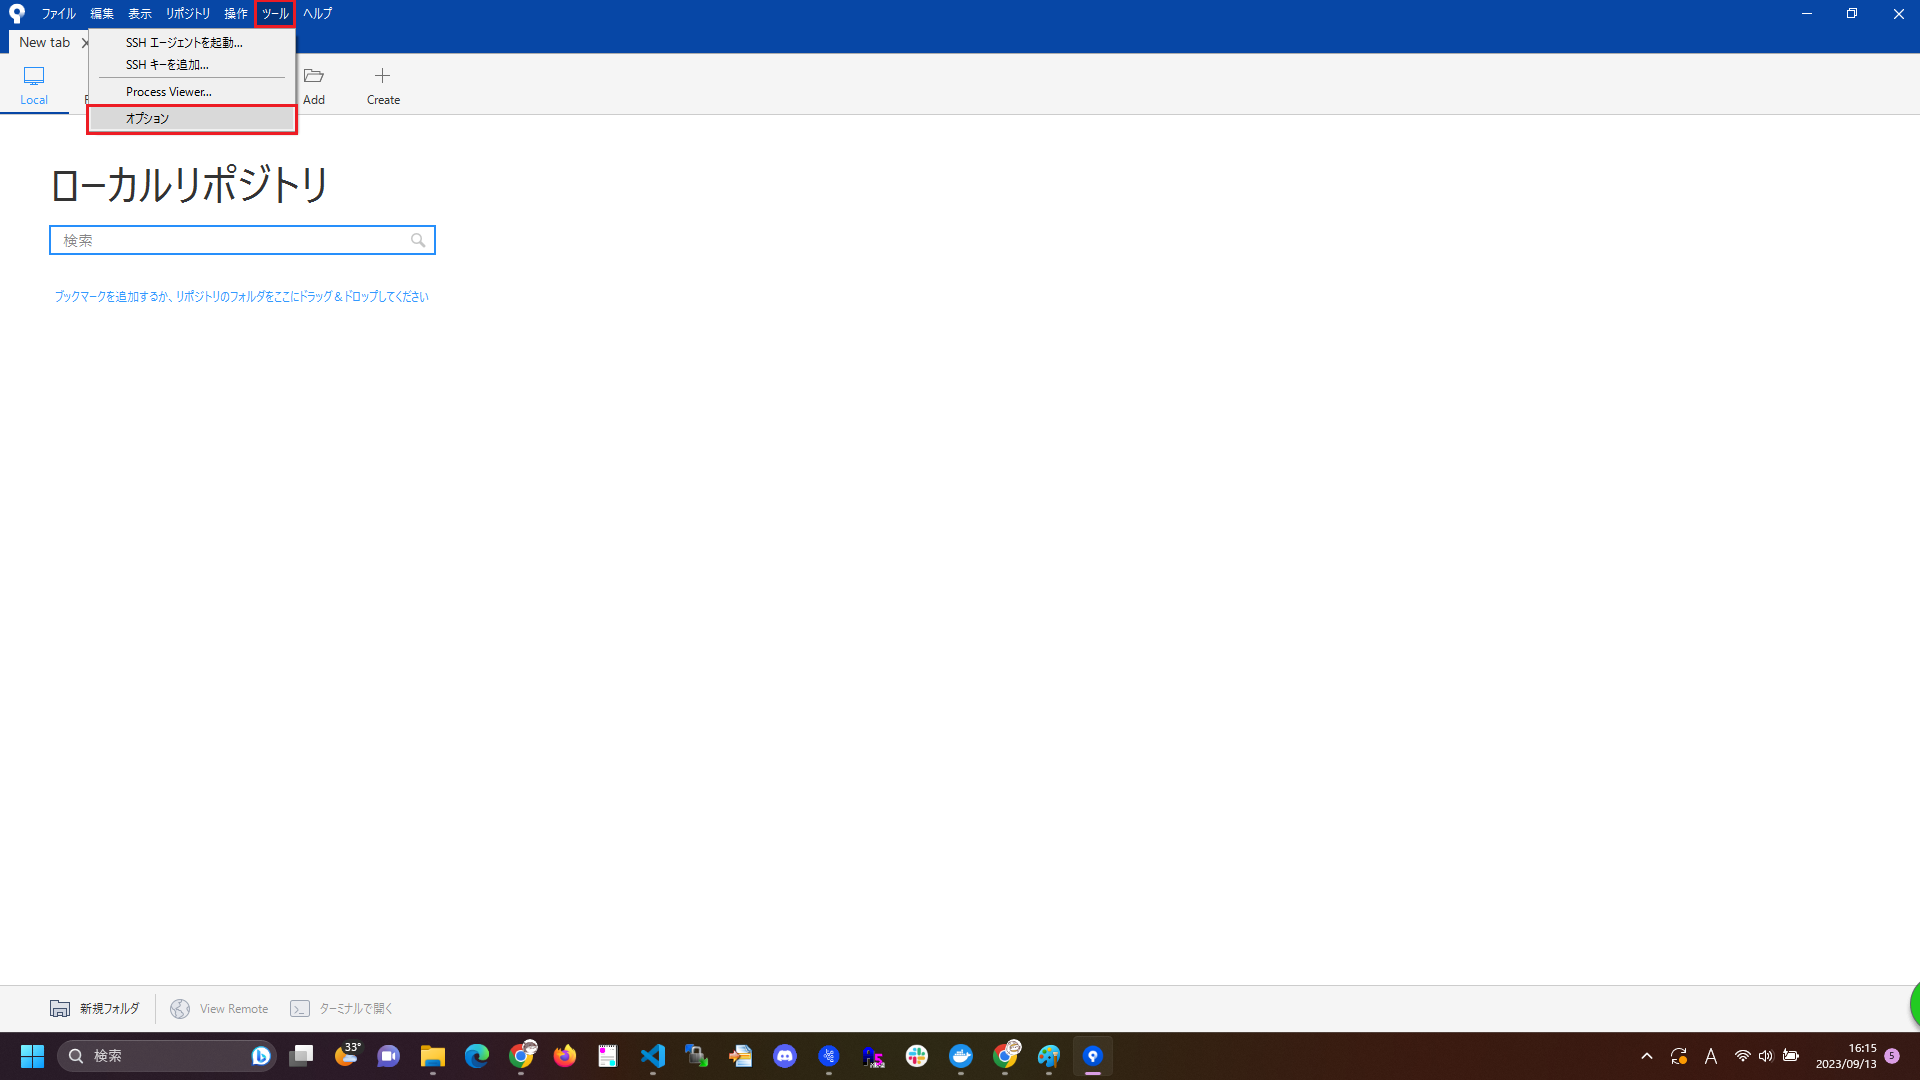 ファイル 編集 表示 リポジトリ 操作 ツール ヘルプ
New tab
SSH エージェントを起動...
SSH キーを追加...
Process Viewer...
オプション
Local
Add
Create
ローカルリポジトリ
検索
ブックマークを追加するか、リポジトリのフォルダをここにドラッグ＆ドロップしてください
新規フォルダ
View Remote
ターミナルで開く
検索
33°
A
16:15
2023/09/13
5